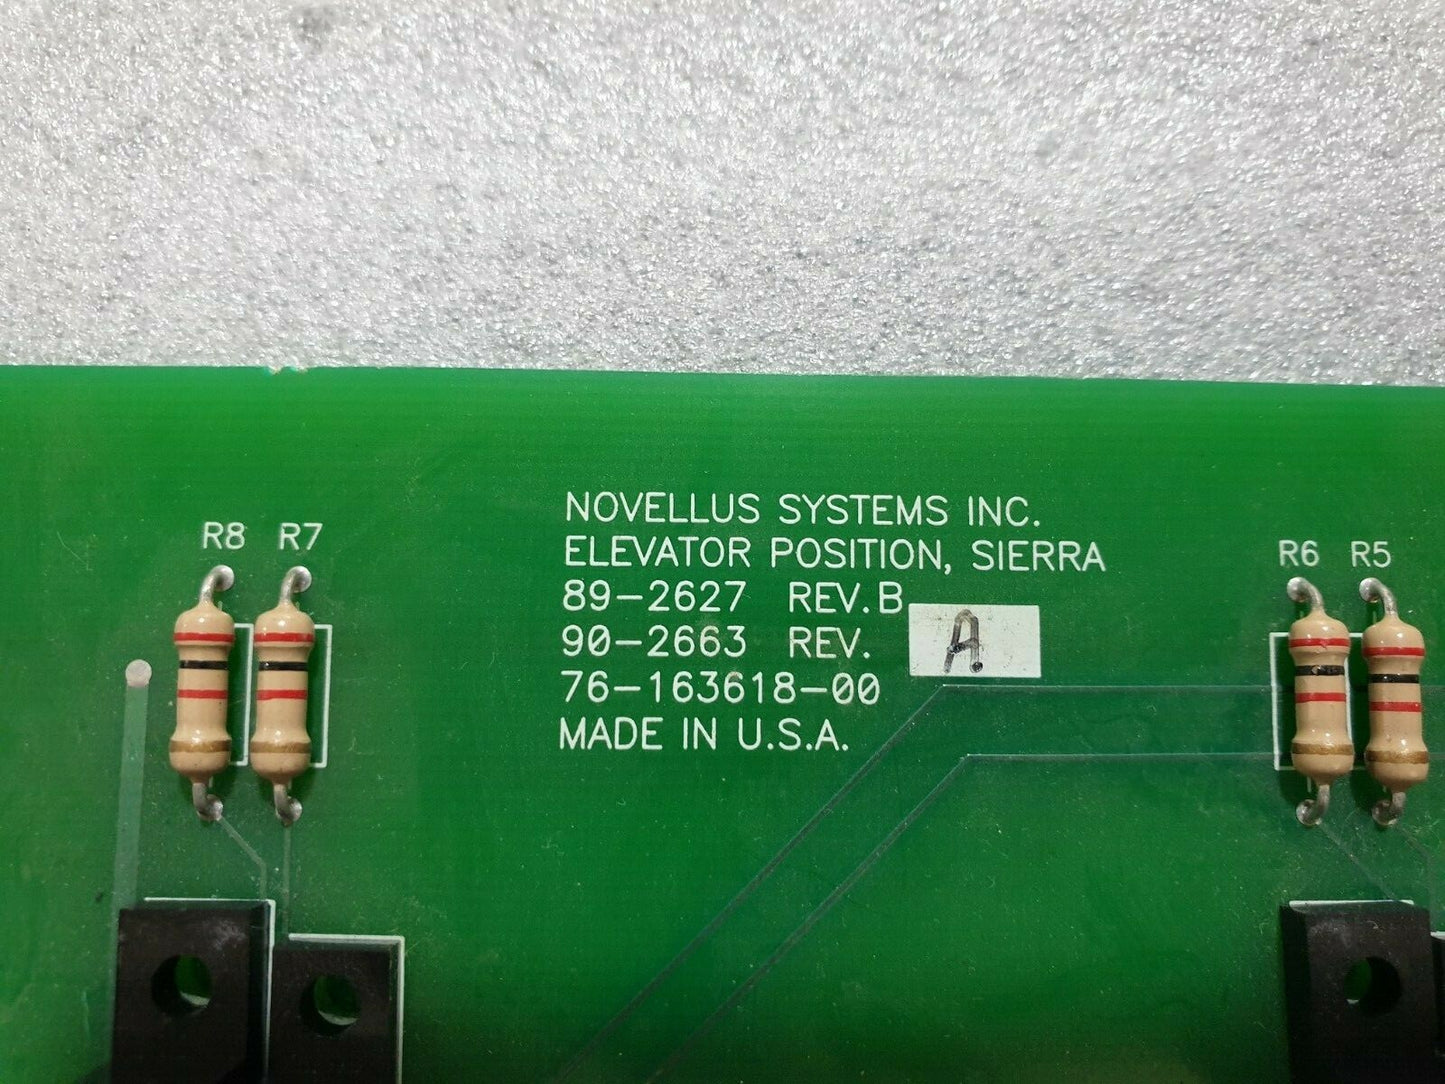 R8 R7
NOVELLUS SYSTEMS INC.
ELEVATOR POSITION, SIERRA
89-2627 REV.B
90-2663 REV. A
76-163618-00
MADE IN U.S.A.
R6 R5